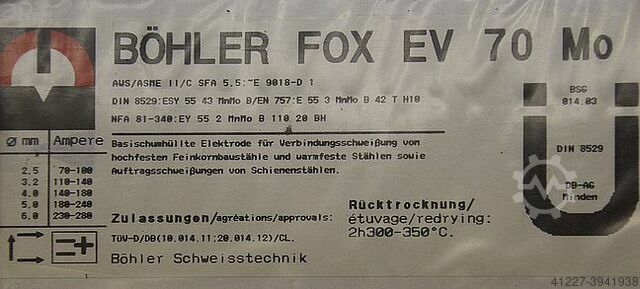 BÖHLER FOX EV 70 Mo
AWS/ASME II/C SFA 5.5:~E 9018-D 1
DIN 8529:ESY 55 43 MnMo B/EN 757:E 55 3 MnMo B 42 T H10
NFA 81-340:EY 55 2 MnMo B 110 20 BH
BSG
014.03
DIN 8529
DB-AG
Minden
Ø mm Ampere
2.5 70-100
3.2 110-140
4.0 140-180
5.0 180-240
6.0 230-280
Basischumhüllte Elektrode für Verbindungsschweißung von
hochfesten Feinkornbaustähle und warmfeste Stählen sowie
Auftragsschweißungen von Schienenstählen.
Zulassungen/agréations/approvals:
TÜV-D/DB(10.014.11;20.014.12)/CL.
Böhler Schweisstechnik
Rücktrocknung/
étuvage/redrying:
2h300-350°C.
=+
41227-3941938